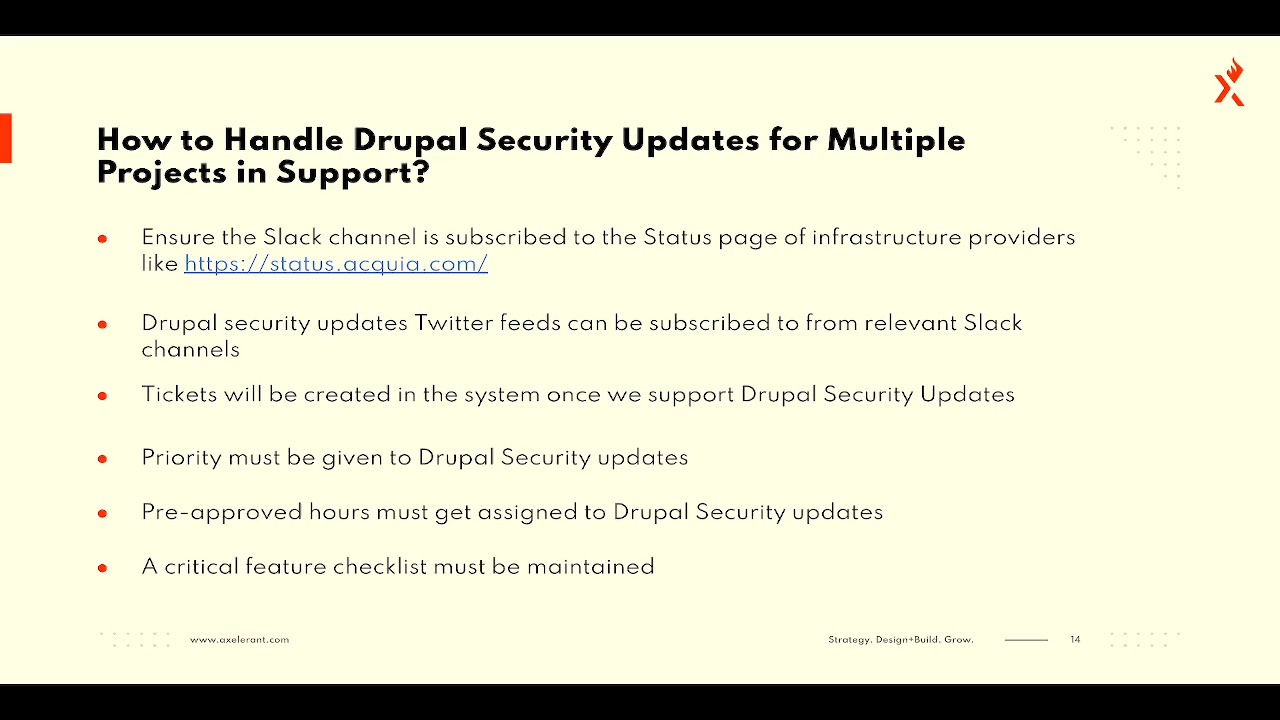 How to Handle Drupal Security Updates for Multiple
Projects in Support?
• Ensure the Slack channel is subscribed to the Status page of infrastructure providers
like https://status.acquia.com/
• Drupal security updates Twitter feeds can be subscribed to from relevant Slack
channels
• Tickets will be created in the system once we support Drupal Security Updates
• Priority must be given to Drupal Security updates
• Pre-approved hours must get assigned to Drupal Security updates
• A critical feature checklist must be maintained
www.axelerant.com
Strategy. Design+Build. Grow.
14